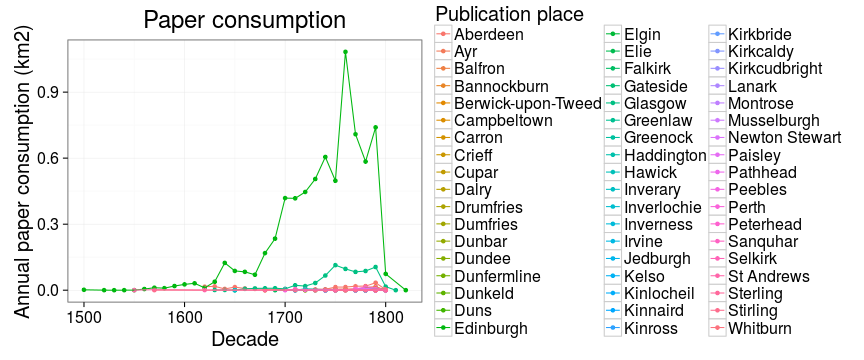 Paper consumption
Annual paper consumption (km2)
0.9
0.6
0.3
0.0
1500
1600
1700
1800
Decade
Publication place
Aberdeen
Ayr
Balfron
Bannockburn
Berwick-upon-Tweed
Campbeltown
Carron
Crieff
Cupar
Dalry
Drumfries
Dumfries
Dunbar
Dundee
Dunfermline
Dunkeld
Duns
Edinburgh
Elgin
Elie
Falkirk
Gateside
Glasgow
Greenlaw
Greenock
Haddington
Hawick
Inverary
Inverlochie
Inverness
Irvine
Jedburgh
Kelso
Kinlocheil
Kinnaird
Kinross
Kirkbride
Kirkcaldy
Kirkcudbright
Lanark
Montrose
Musselburgh
Newton Stewart
Paisley
Pathhead
Peebles
Perth
Peterhead
Sanquhar
Selkirk
St Andrews
Sterling
Stirling
Whitburn